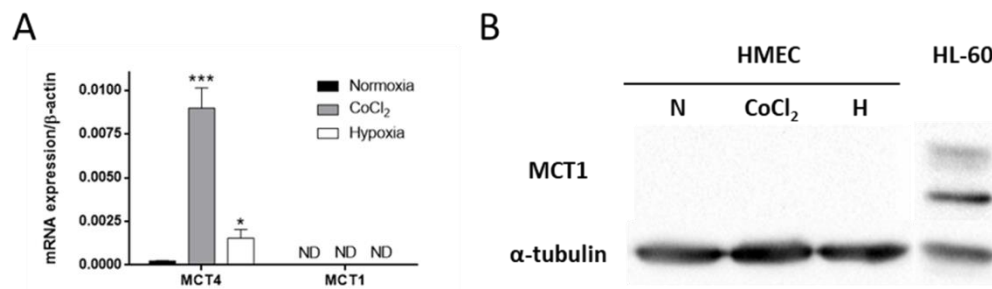 A
mRNA expression/β-actin
0.0100
0.0075
0.0050
0.0025
0.0000
***
*
ND ND ND
MCT4 MCT1
Normoxia
CoCl₂
Hypoxia
B
HMEC HL-60
N CoCl₂ H
MCT1
α-tubulin